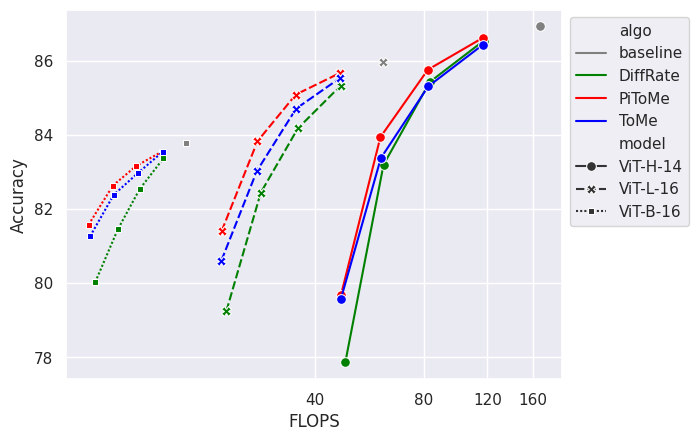 86
84
82
80
78
Accuracy
40
80
120
160
FLOPS
algo
baseline
DiffRate
PiToMe
ToMe
model
ViT-H-14
ViT-L-16
ViT-B-16